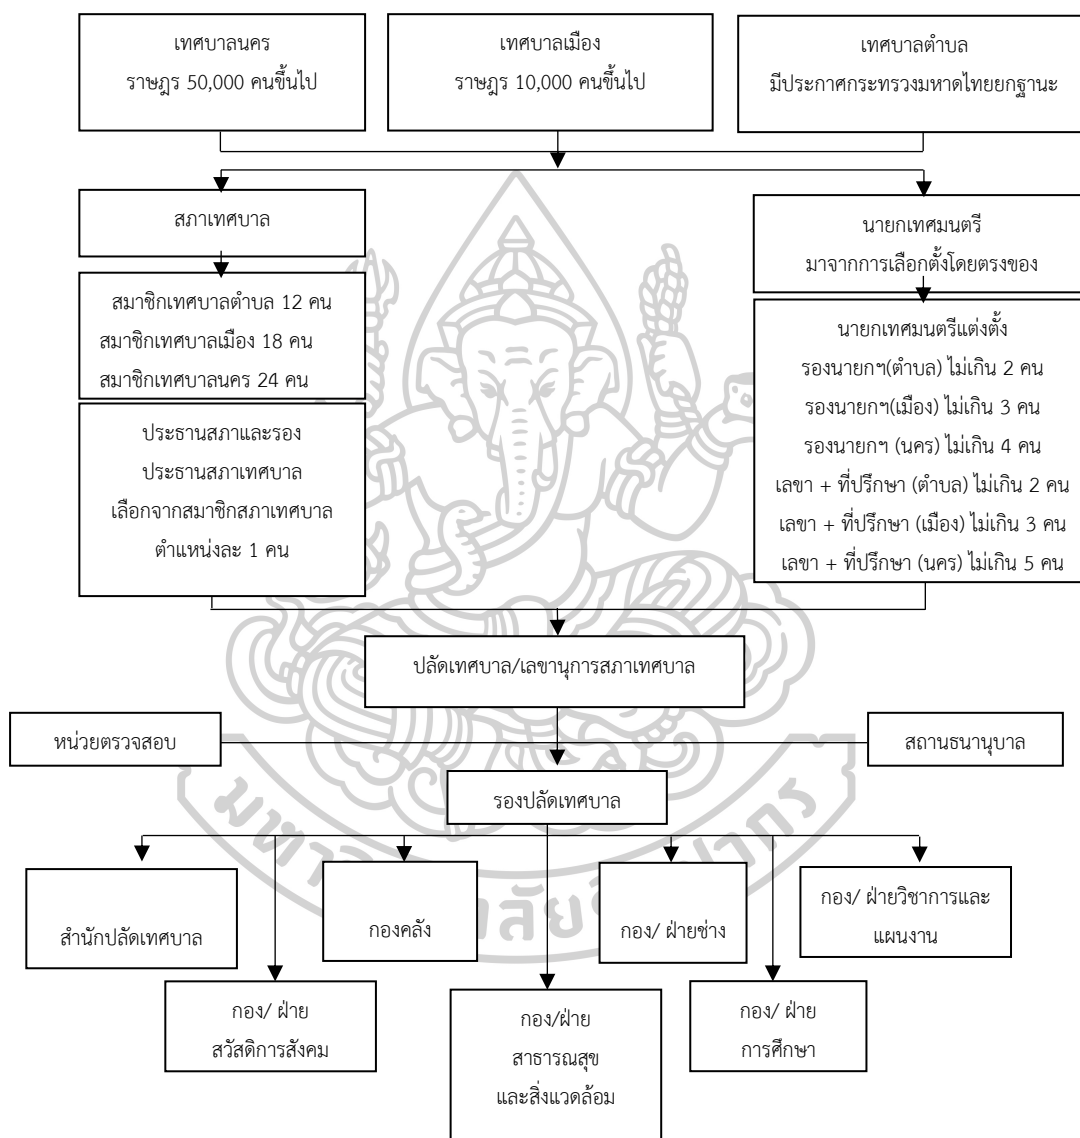 เทศบาลนคร
ราษฎร 50,000 คนขึ้นไป
เทศบาลเมือง
ราษฎร 10,000 คนขึ้นไป
เทศบาลตำบล
มีประกาศกระทรวงมหาดไทยยกฐานะ
สภาเทศบาล
นายกเทศมนตรี
มาจากการเลือกตั้งโดยตรงของ
สมาชิกเทศบาลตำบล 12 คน
สมาชิกเทศบาลเมือง 18 คน
สมาชิกเทศบาลนคร 24 คน
ประธานสภาและรอง
ประธานสภาเทศบาล
เลือกจากสมาชิกสภาเทศบาล
ตำแหน่งละ 1 คน
นายกเทศมนตรีแต่งตั้ง
รองนายกฯ(ตำบล) ไม่เกิน 2 คน
รองนายกฯ(เมือง) ไม่เกิน 3 คน
รองนายกฯ (นคร) ไม่เกิน 4 คน
เลขา + ที่ปรึกษา (ตำบล) ไม่เกิน 2 คน
เลขา + ที่ปรึกษา (เมือง) ไม่เกิน 3 คน
เลขา + ที่ปรึกษา (นคร) ไม่เกิน 5 คน
ปลัดเทศบาล/เลขานุการสภาเทศบาล
หน่วยตรวจสอบ
สถานธนานุบาล
รองปลัดเทศบาล
สำนักปลัดเทศบาล
กองคลัง
กอง/ ฝ่ายช่าง
กอง/ ฝ่ายวิชาการและ
แผนงาน
กอง/ ฝ่าย
สวัสดิการสังคม
กอง/ฝ่าย
สาธารณสุข
และสิ่งแวดล้อม
กอง/ ฝ่าย
การศึกษา